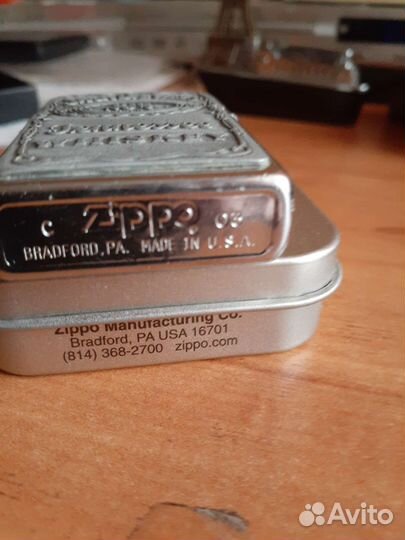 c Zippo 03
BRADFORD, PA. MADE IN U.S.A.
Zippo Manufacturing Co.
Bradford, PA USA 16701
(814) 368-2700 zippo.com
Avito